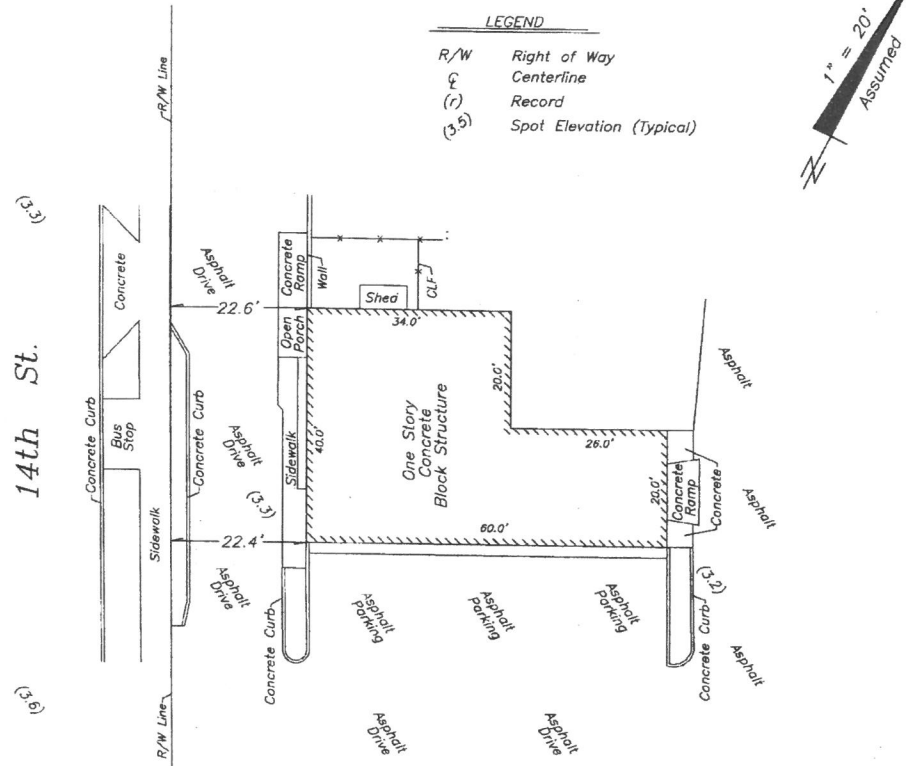 LEGEND
R/W Right of Way
℄ Centerline
(r) Record
(3.5) Spot Elevation (Typical)
1" = 20'
Assumed
N
R/W Line
(3.3)
14th St.
(3.6)
Concrete
Concrete Curb
Bus Stop
Sidewalk
R/W Line
Asphalt Drive
22.6'
Concrete Curb
Asphalt Drive
(3.3)
22.4'
Asphalt Drive
Concrete Ramp
Wall
Open Porch
Sidewalk
Concrete Curb
Shed
CLF
34.0'
20.0'
40.0'
One Story
Concrete
Block Structure
26.0'
20.0'
60.0'
Concrete Ramp
Concrete
Asphalt
Asphalt
(3.2)
Concrete Curb
Asphalt
Asphalt Parking
Asphalt Parking
Asphalt Parking
Asphalt Drive
Asphalt Drive